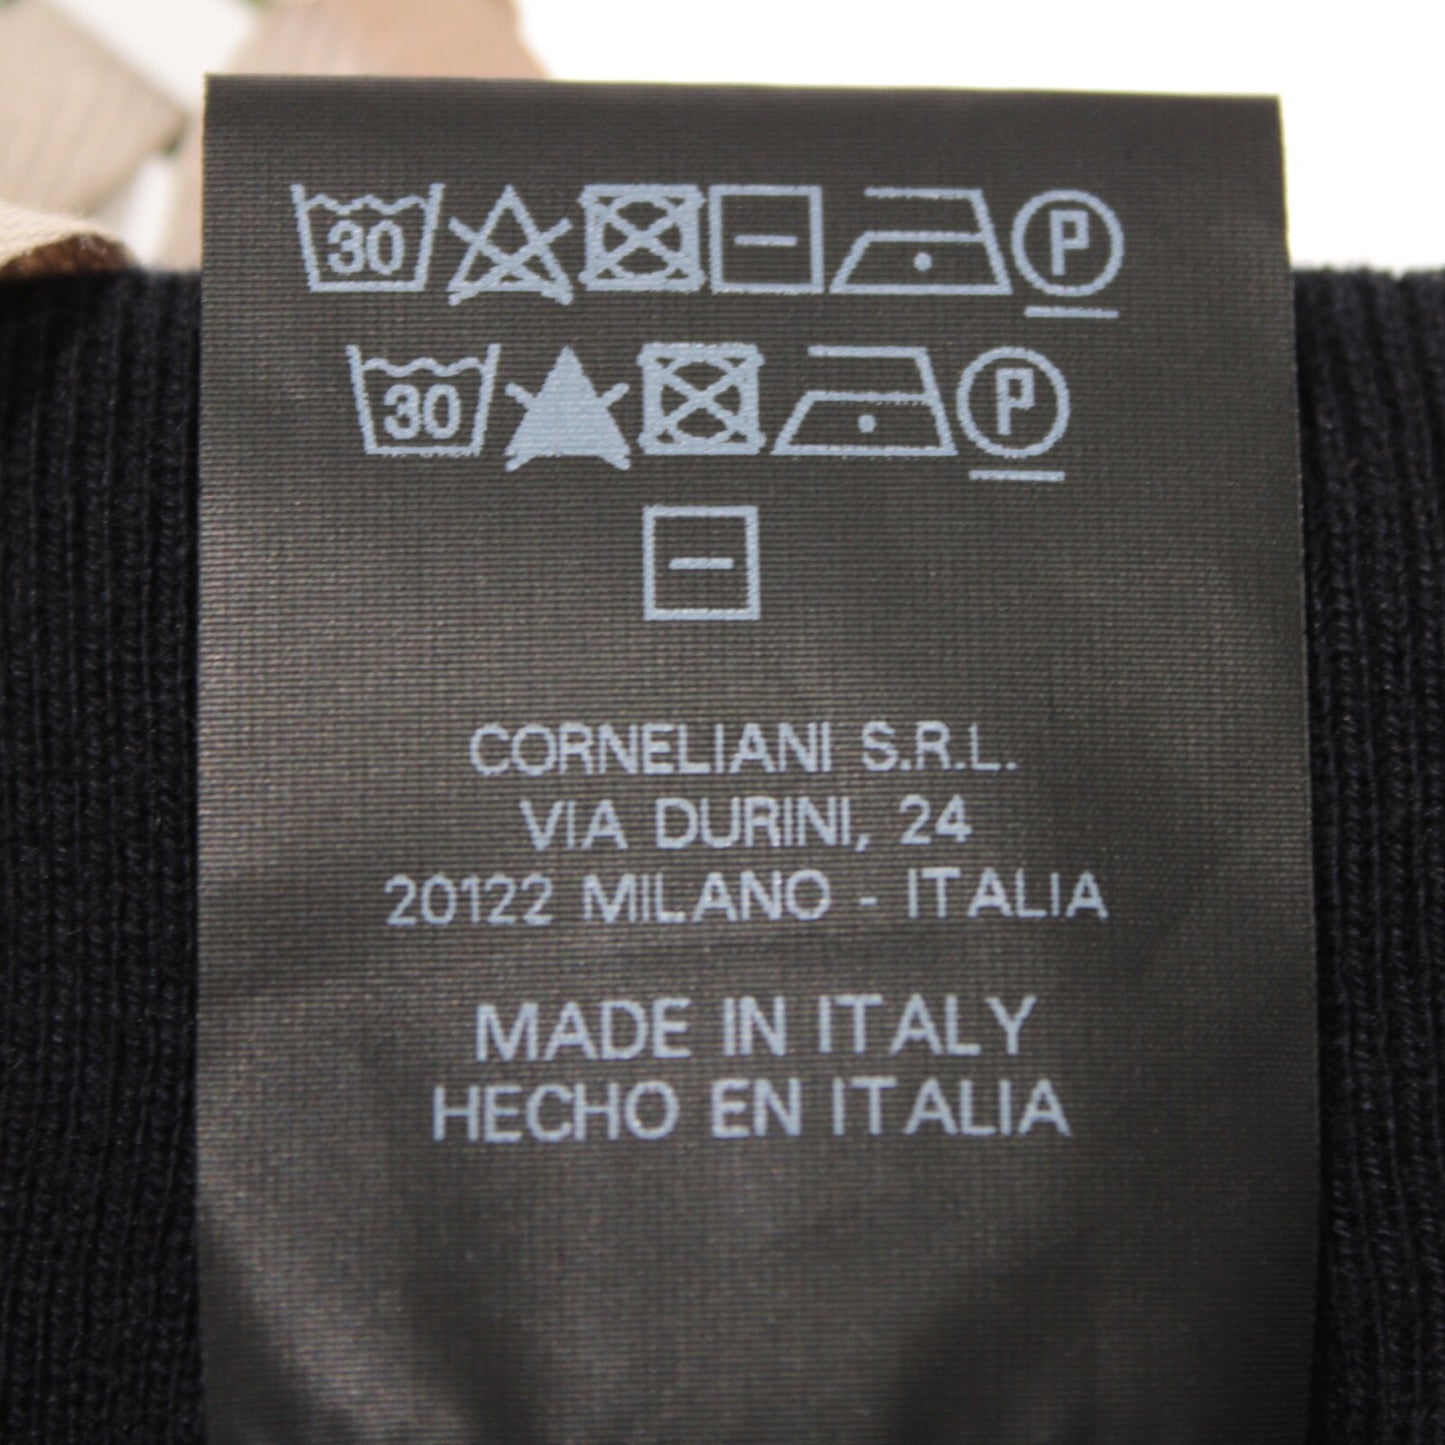 30 P
30 P
CORNELIANI S.R.L.
VIA DURINI, 24
20122 MILANO - ITALIA
MADE IN ITALY
HECHO EN ITALIA